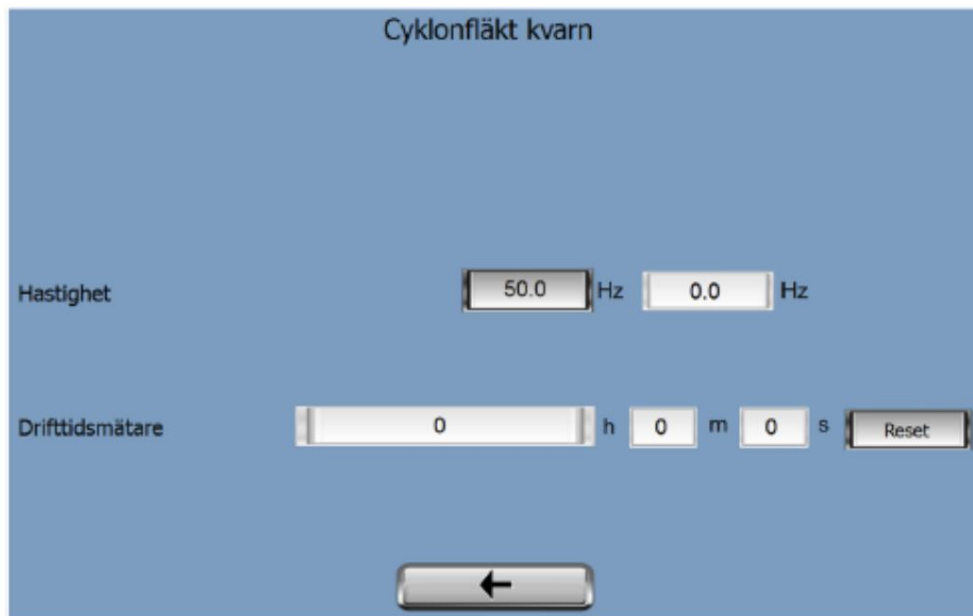 Cyklonfläkt kvarn
Hastighet 50.0 Hz 0.0 Hz
Drifttidsmätare 0 h 0 m 0 s Reset